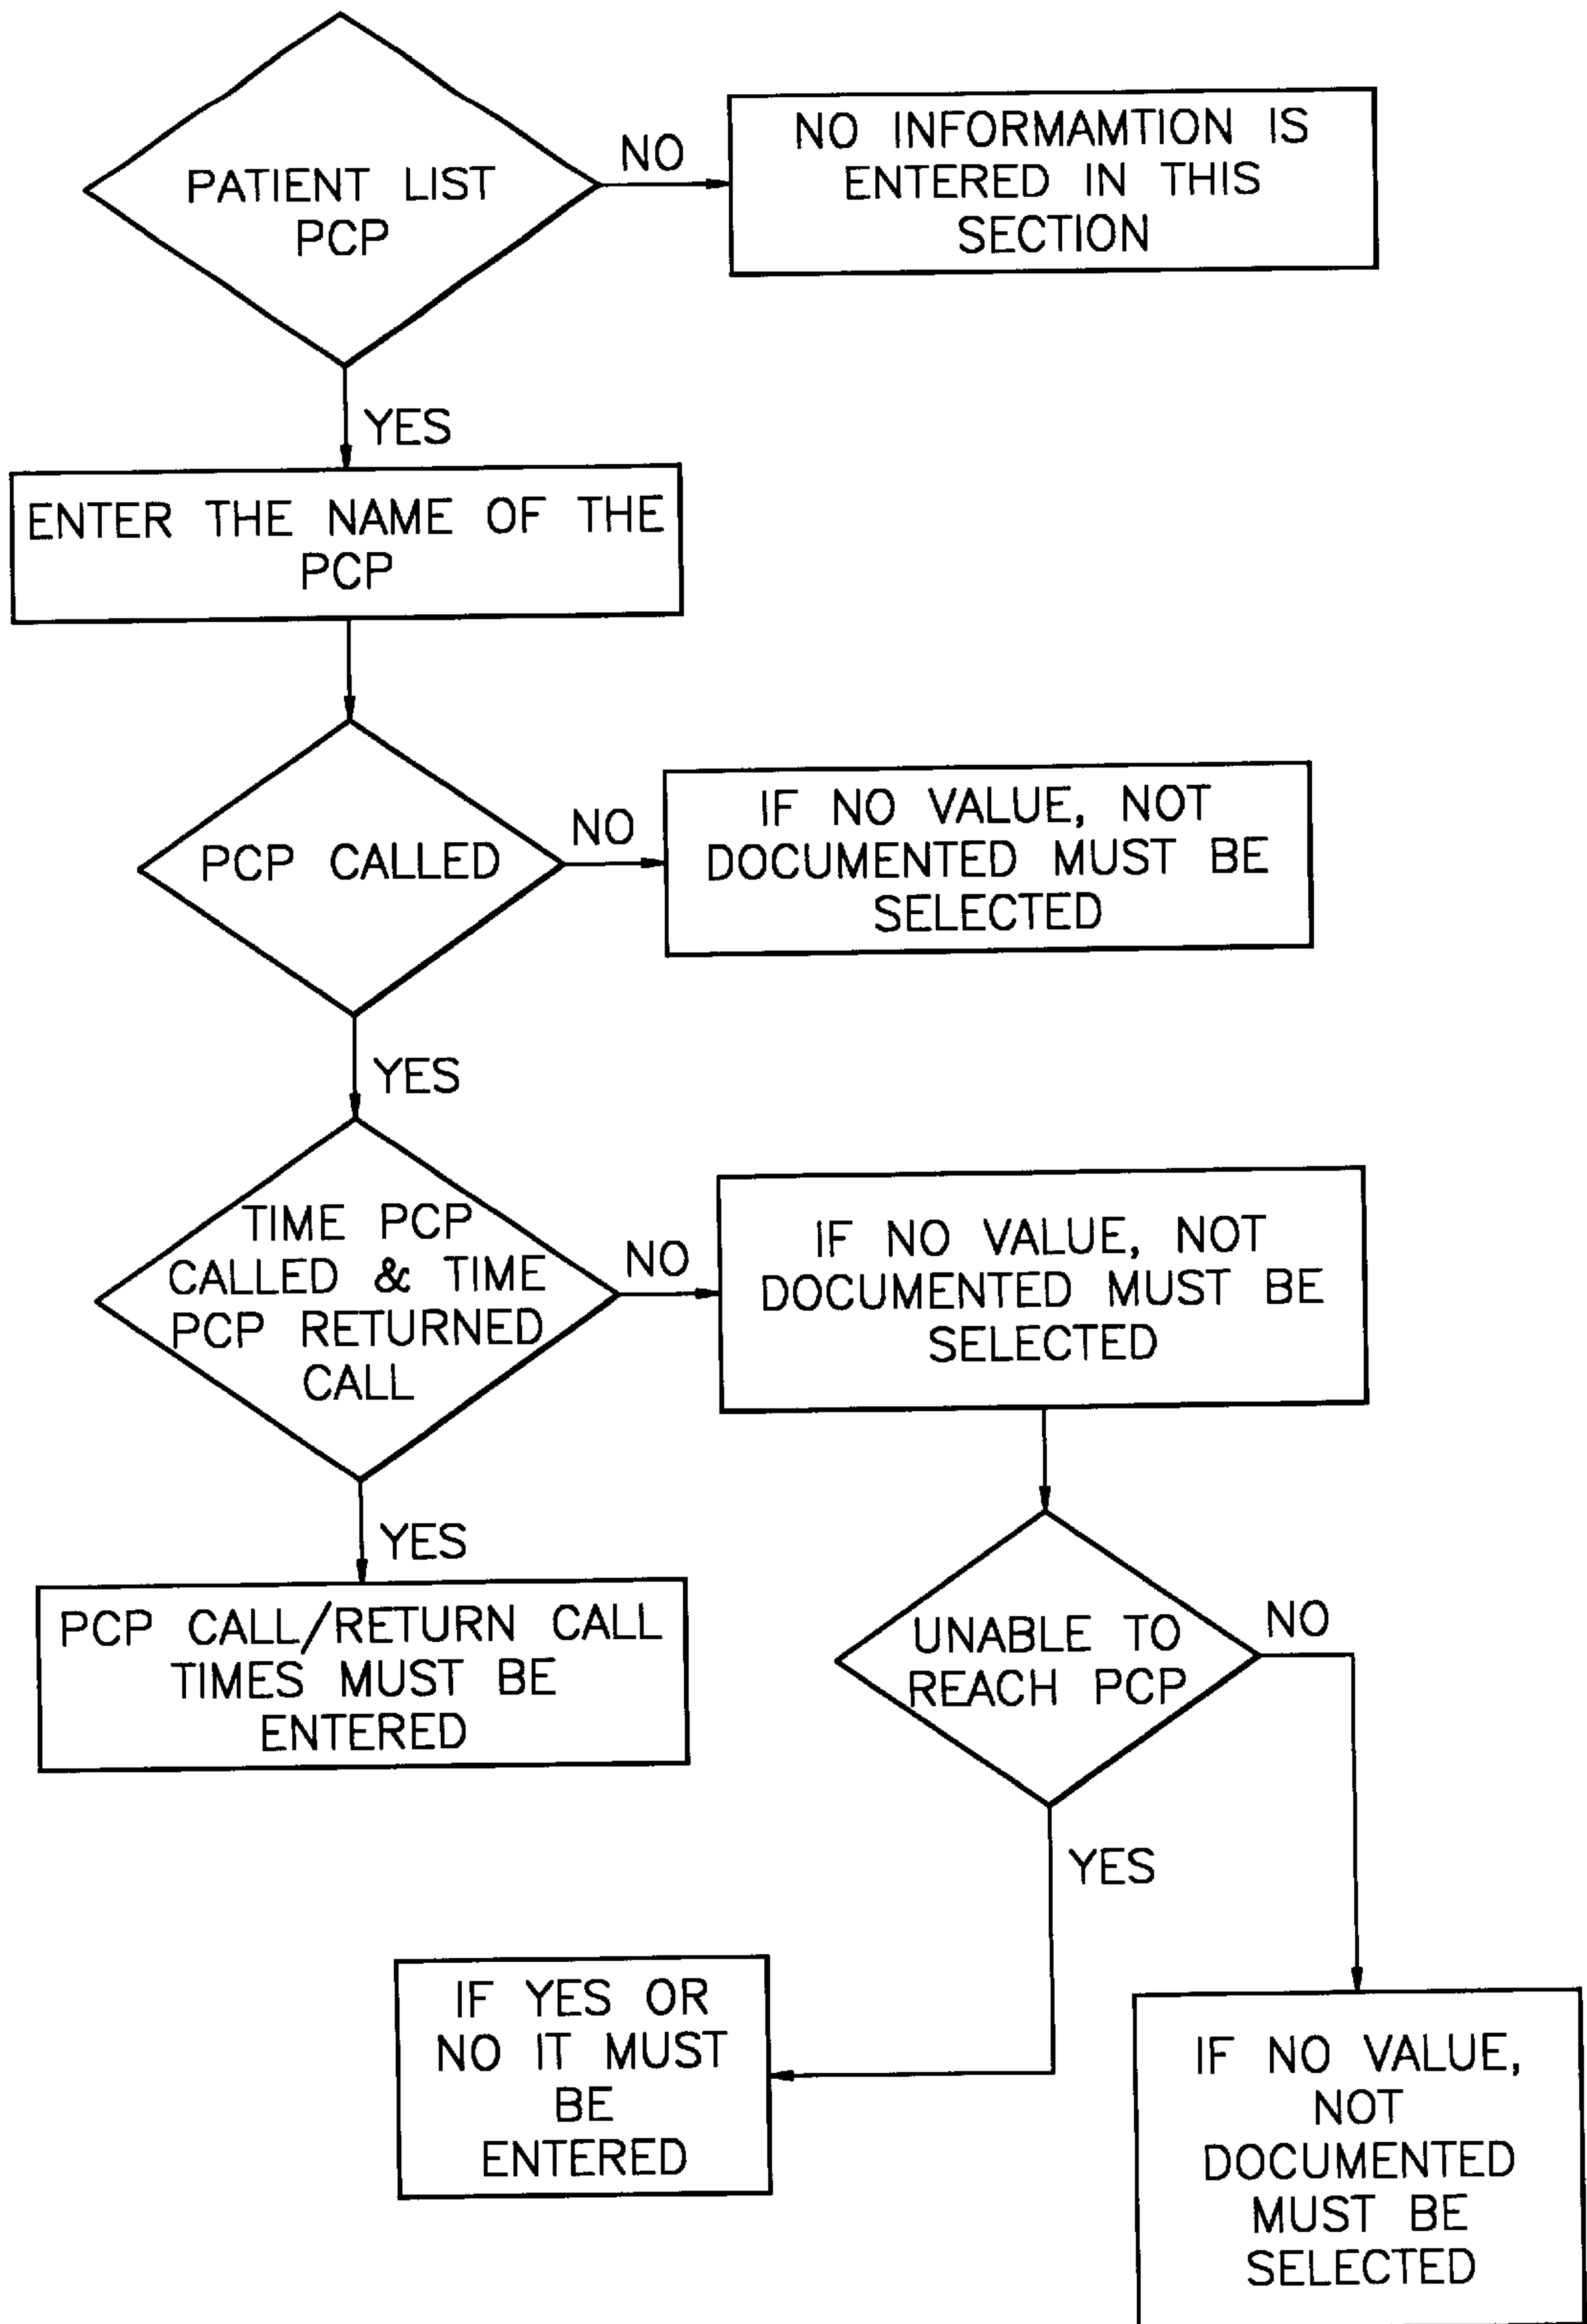 PATIENT LIST
PCP
NO
NO INFORMAMTION IS
ENTERED IN THIS
SECTION
YES
ENTER THE NAME OF THE
PCP
PCP CALLED
NO
IF NO VALUE, NOT
DOCUMENTED MUST BE
SELECTED
YES
TIME PCP
CALLED & TIME
PCP RETURNED
CALL
NO
IF NO VALUE, NOT
DOCUMENTED MUST BE
SELECTED
YES
PCP CALL/RETURN CALL
TIMES MUST BE
ENTERED
UNABLE TO
REACH PCP
NO
YES
IF YES OR
NO IT MUST
BE
ENTERED
IF NO VALUE,
NOT
DOCUMENTED
MUST BE
SELECTED